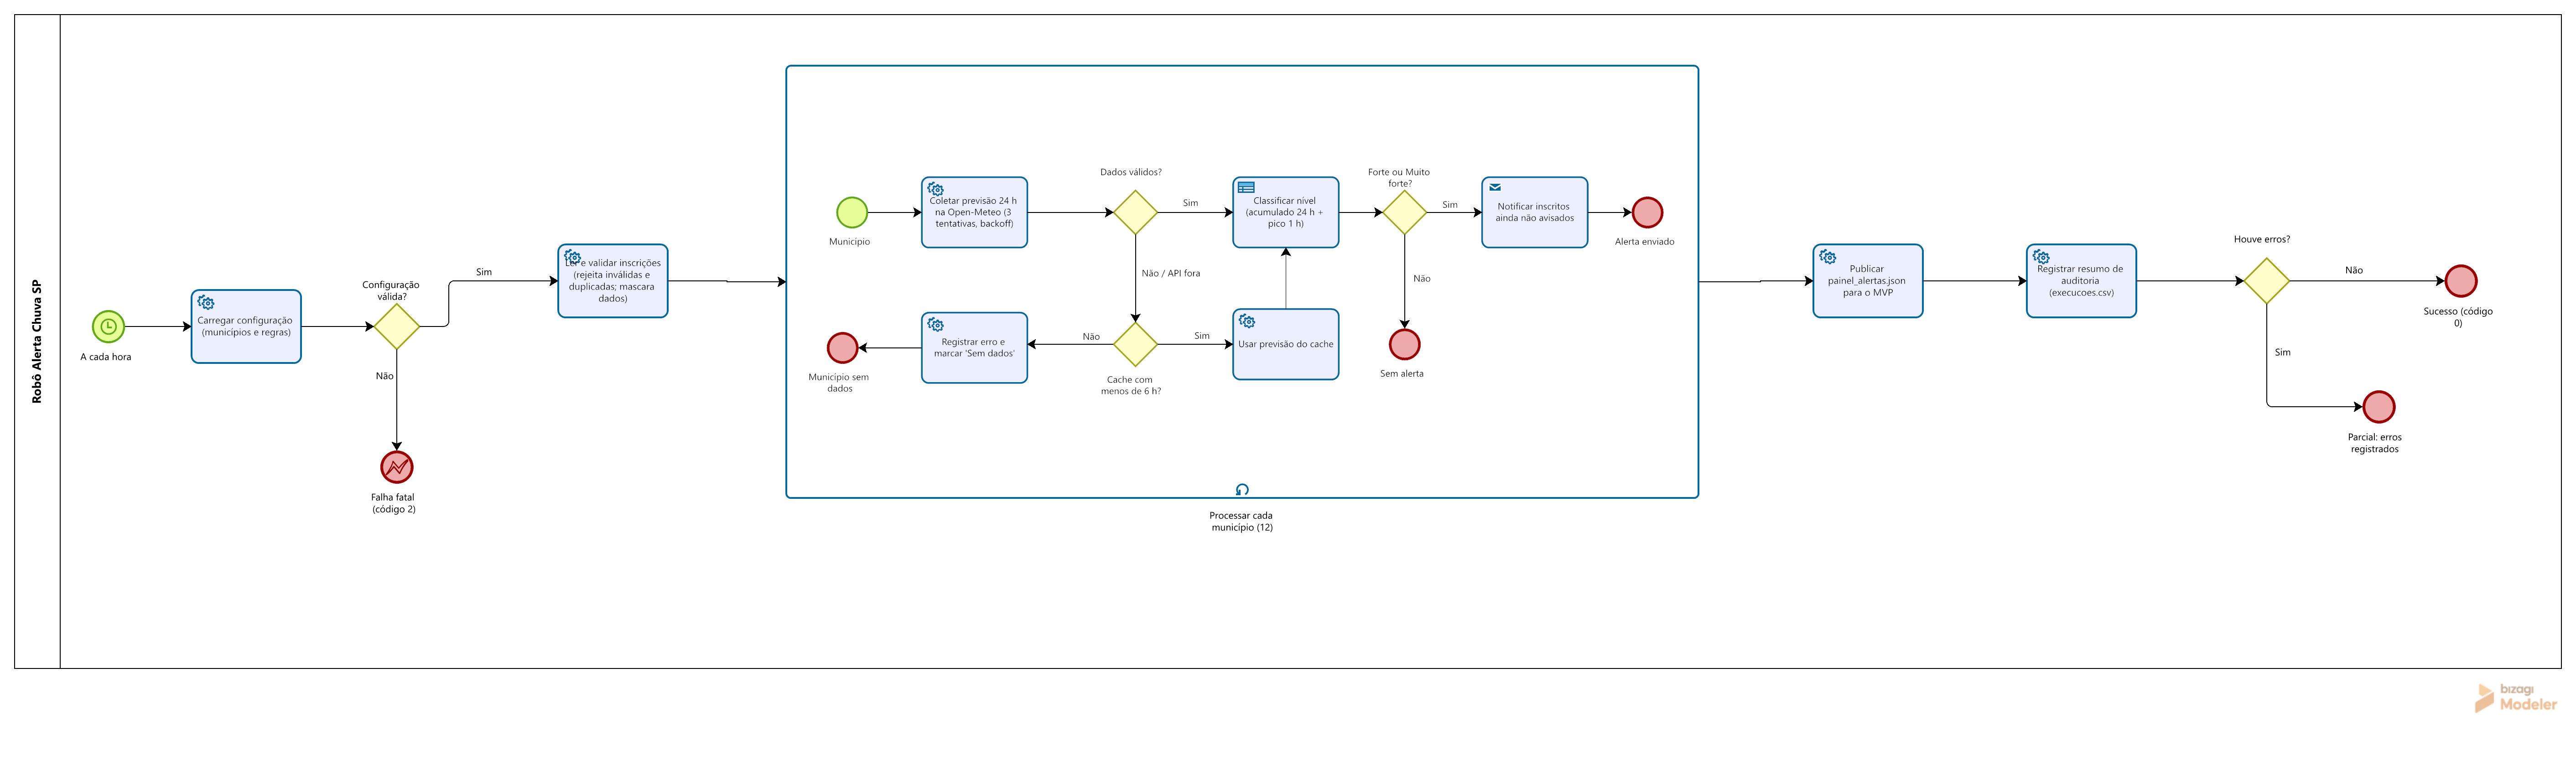 Robô Alerta Chuva SP
A cada hora
Carregar configuração
(municípios e regras)
Configuração
válida?
Sim
Não
Falha fatal
(código 2)
Ler e validar inscrições
(rejeita inválidas e
duplicadas; mascara
dados)
Município
Coletar previsão 24 h
na Open-Meteo (3
tentativas, backoff)
Dados válidos?
Sim
Não / API fora
Classificar nível
(acumulado 24 h +
pico 1 h)
Forte ou Muito
forte?
Sim
Não
Notificar inscritos
ainda não avisados
Alerta enviado
Município sem
dados
Registrar erro e
marcar 'Sem dados'
Não
Cache com
menos de 6 h?
Sim
Usar previsão do cache
Sem alerta
Processar cada
município (12)
Publicar
painel_alertas.json
para o MVP
Registrar resumo de
auditoria
(execucoes.csv)
Houve erros?
Não
Sucesso (código
0)
Sim
Parcial: erros
registrados
bizagi
Modeler